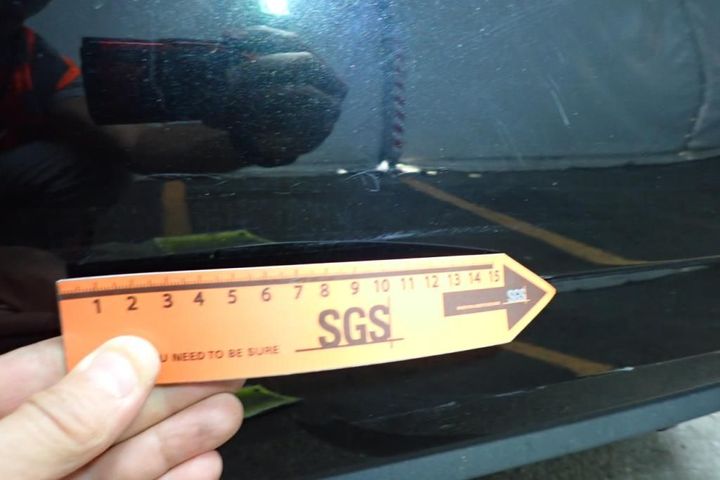 1 2 3 4 5 6 7 8 9 10 11 12 13 14 15
SGS
SGS
U NEED TO BE SURE